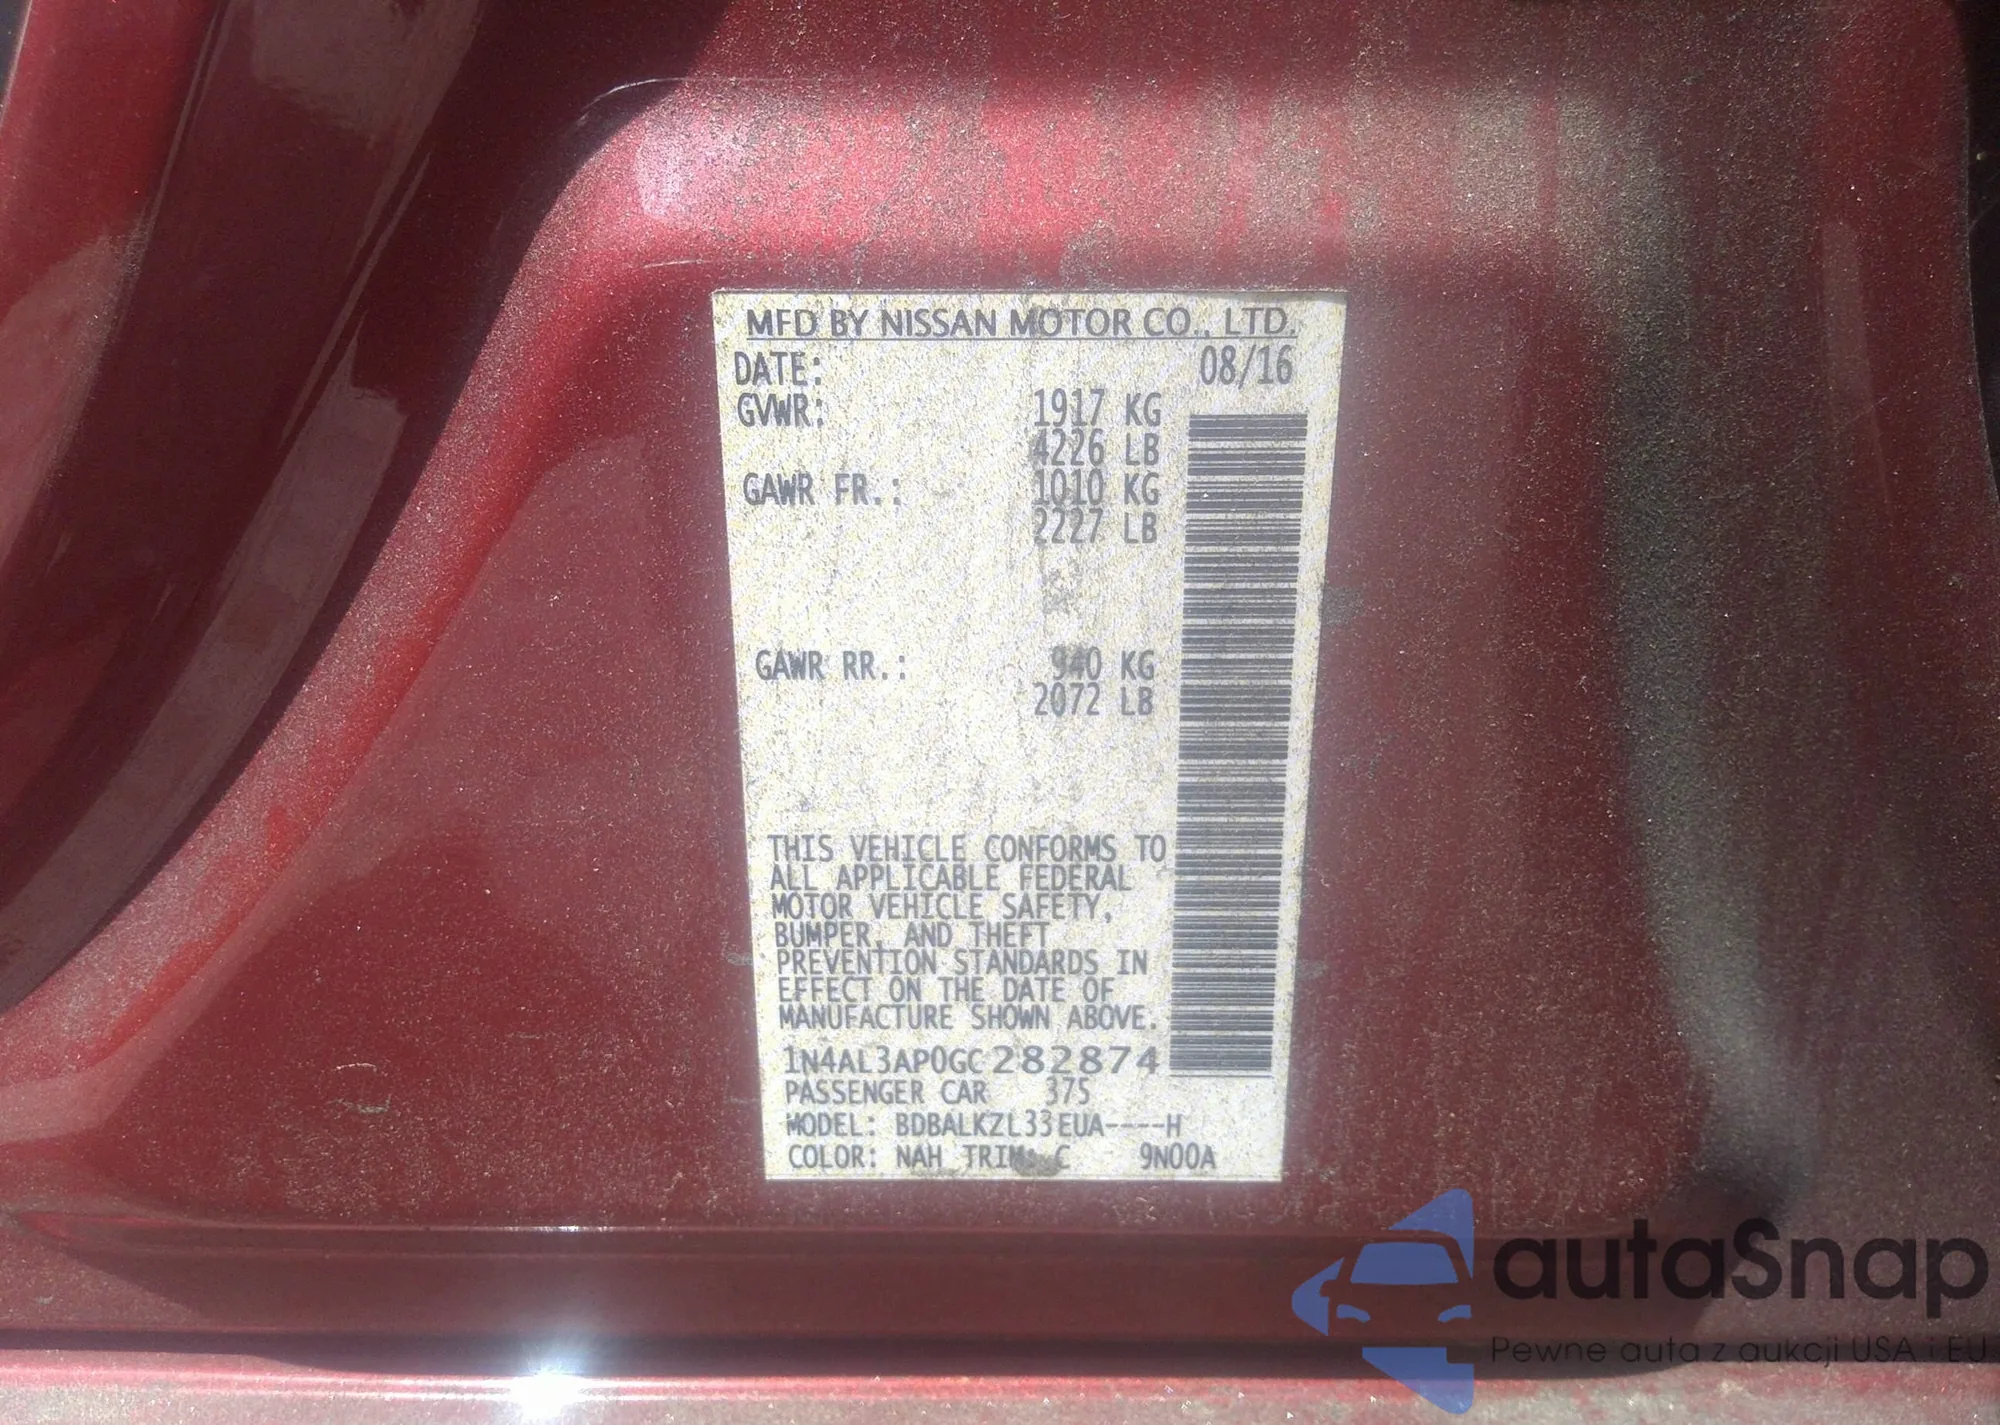 MFD BY NISSAN MOTOR CO., LTD.
DATE: 08/16
GVWR: 1917 KG
4226 LB
GAWR FR.: 1010 KG
2227 LB
GAWR RR.: 940 KG
2072 LB
THIS VEHICLE CONFORMS TO
ALL APPLICABLE FEDERAL
MOTOR VEHICLE SAFETY,
BUMPER, AND THEFT
PREVENTION STANDARDS IN
EFFECT ON THE DATE OF
MANUFACTURE SHOWN ABOVE.
1N4AL3AP0GC282874
PASSENGER CAR 375
MODEL: BDBALKZL33EUA----H
COLOR: NAH TRIM: C 9N00A
autaSnap
Pewne auta z aukcji USA i EU